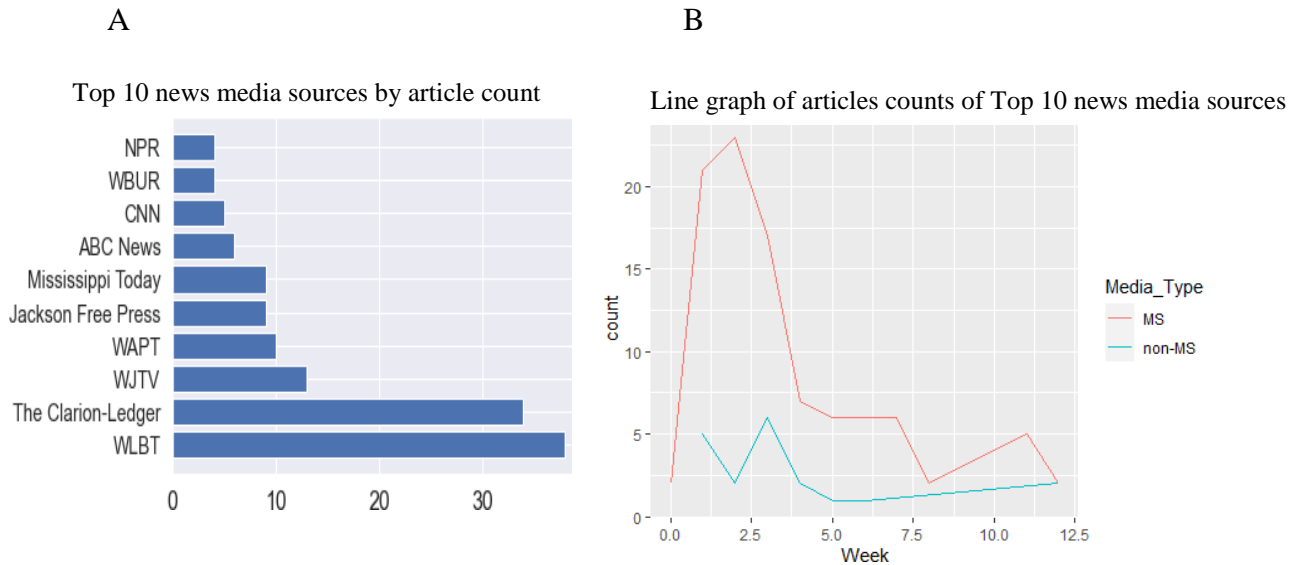 A
Top 10 news media sources by article count
NPR
WBUR
CNN
ABC News
Mississippi Today
Jackson Free Press
WAPT
WJTV
The Clarion-Ledger
WLBT
0 10 20 30
B
Line graph of articles counts of Top 10 news media sources
20
15
10
5
0
count
0.0 2.5 5.0 7.5 10.0 12.5
Week
Media_Type
MS
non-MS